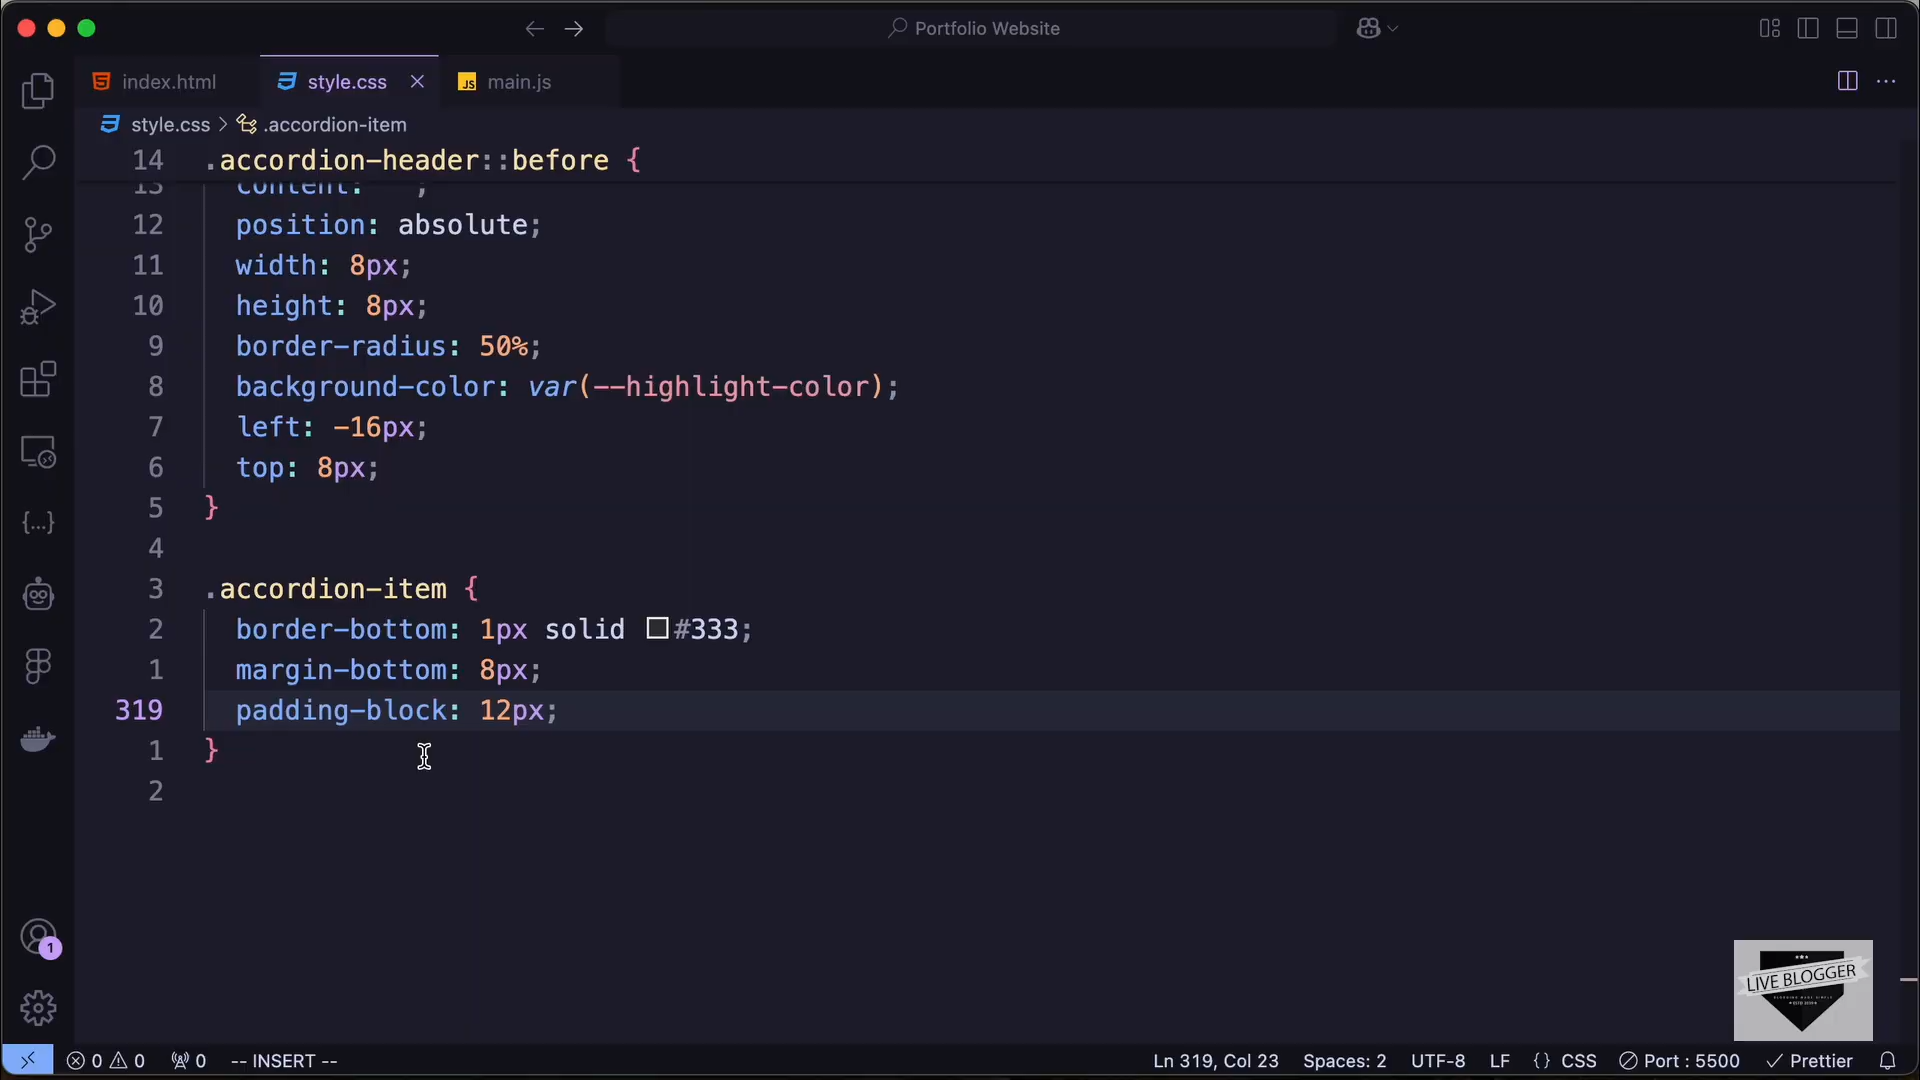 Portfolio Website
index.html style.css main.js
style.css > .accordion-item
14 .accordion-header::before {
13 content: " ";
12 position: absolute;
11 width: 8px;
10 height: 8px;
9 border-radius: 50%;
8 background-color: var(--highlight-color);
7 left: -16px;
6 top: 8px;
5 }
4
3 .accordion-item {
2 border-bottom: 1px solid #333;
1 margin-bottom: 8px;
319 padding-block: 12px;
1 }
2
1
LIVE BLOGGER
0 0 0 -- INSERT -- Ln 319, Col 23 Spaces: 2 UTF-8 LF {} CSS Port : 5500 Prettier